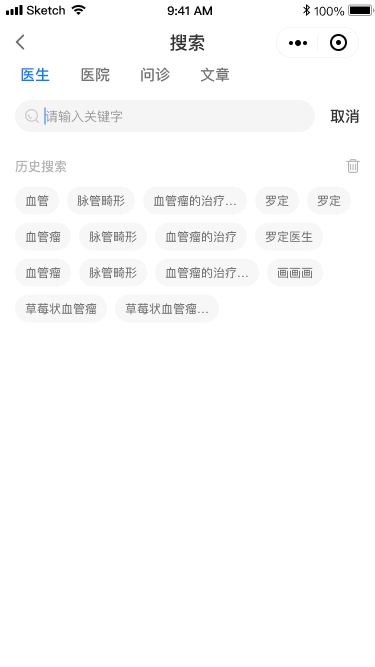 Sketch 9:41 AM 100%
搜索
医生 医院 问诊 文章
请输入关键字 取消
历史搜索
血管 脉管畸形 血管瘤的治疗... 罗定 罗定
血管瘤 脉管畸形 血管瘤的治疗 罗定医生
血管瘤 脉管畸形 血管瘤的治疗... 画画画
草莓状血管瘤 草莓状血管瘤...